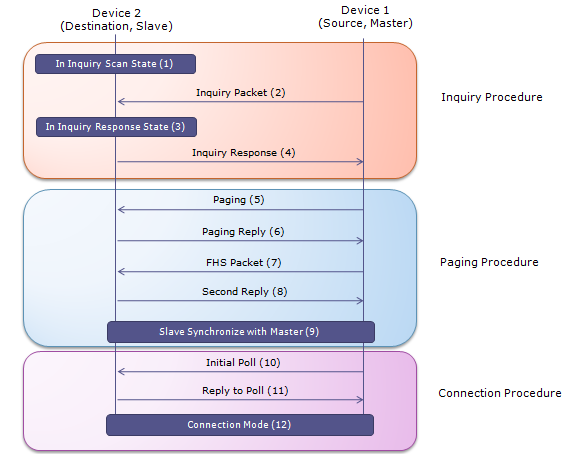 Device 2
(Destination, Slave)
Device 1
(Source, Master)
In Inquiry Scan State (1)
Inquiry Packet (2)
Inquiry Procedure
In Inquiry Response State (3)
Inquiry Response (4)
Paging (5)
Paging Reply (6)
FHS Packet (7)
Paging Procedure
Second Reply (8)
Slave Synchronize with Master (9)
Initial Poll (10)
Reply to Poll (11)
Connection Procedure
Connection Mode (12)